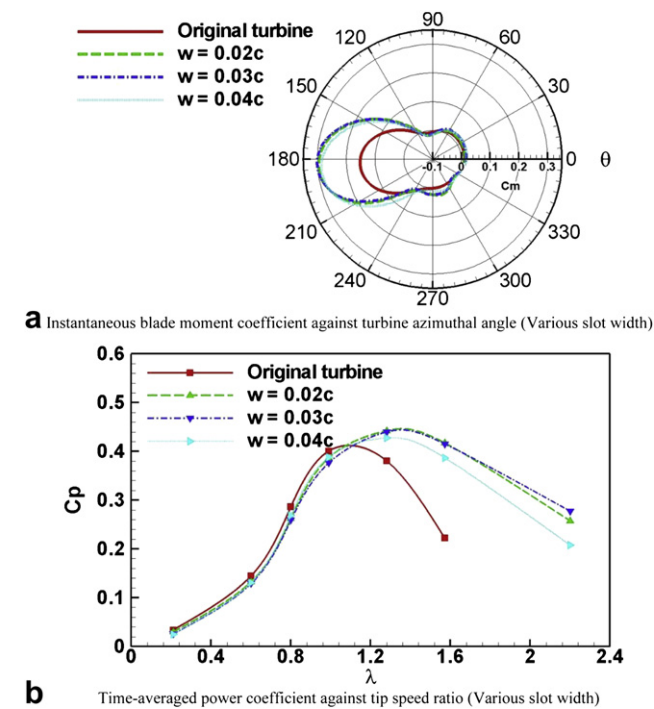 Original turbine
w = 0.02c
w = 0.03c
w = 0.04c
90
120
60
150
30
180
-0.1 0 0.1 0.2 0.3
0 θ
Cm
210
330
240
300
270
a Instantaneous blade moment coefficient against turbine azimuthal angle (Various slot width)
0.6
Original turbine
w = 0.02c
0.5
w = 0.03c
w = 0.04c
0.4
Cp
0.3
0.2
0.1
0
0 0.4 0.8 1.2 1.6 2 2.4
λ
b Time-averaged power coefficient against tip speed ratio (Various slot width)